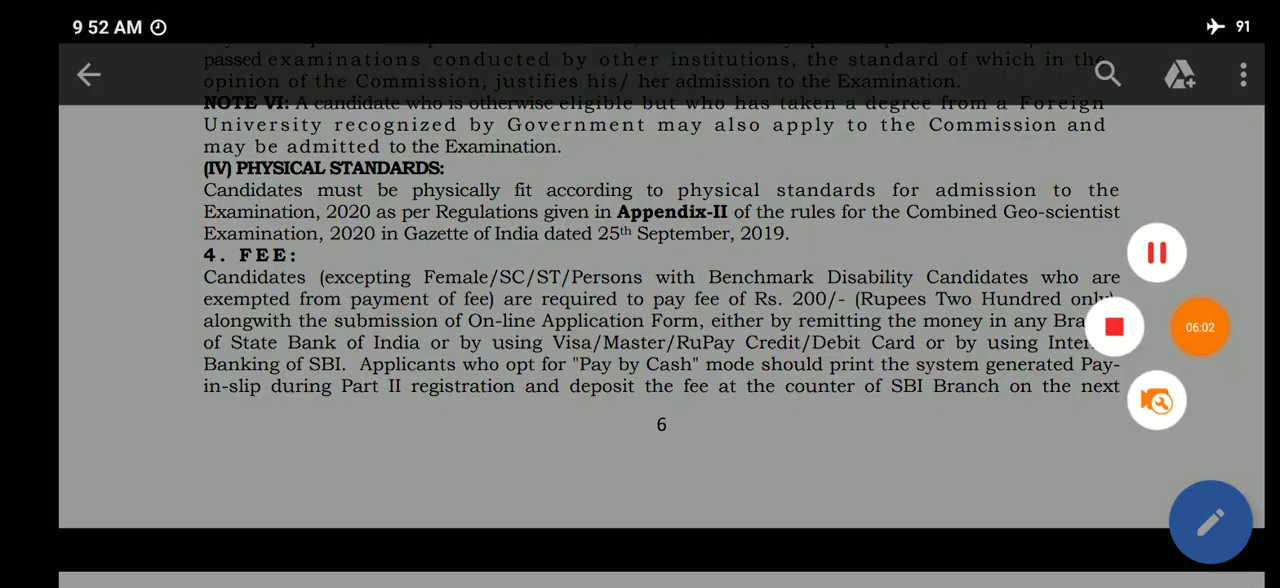 9 52 AM
91
passed examinations conducted by other institutions, the standard of which in the
opinion of the Commission, justifies his/ her admission to the Examination.
NOTE VI: A candidate who is otherwise eligible but who has taken a degree from a Foreign
University recognized by Government may also apply to the Commission and
may be admitted to the Examination.
(IV) PHYSICAL STANDARDS:
Candidates must be physically fit according to physical standards for admission to the
Examination, 2020 as per Regulations given in Appendix-II of the rules for the Combined Geo-scientist
Examination, 2020 in Gazette of India dated 25th September, 2019.
4. FEE:
Candidates (excepting Female/SC/ST/Persons with Benchmark Disability Candidates who are
exempted from payment of fee) are required to pay fee of Rs. 200/- (Rupees Two Hundred only)
alongwith the submission of On-line Application Form, either by remitting the money in any
of State Bank of India or by using Visa/Master/RuPay Credit/Debit Card or by using
Banking of SBI. Applicants who opt for "Pay by Cash" mode should print the system generated Pay-
in-slip during Part II registration and deposit the fee at the counter of SBI Branch on the next
06:02
6